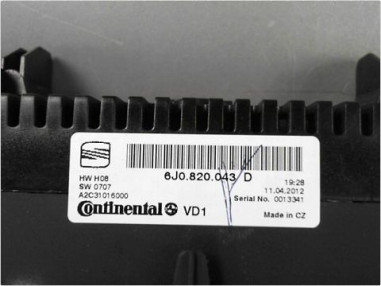 6J0.820.043 D
HW H08
SW 0707
A2C31016000
19:28
11.04.2012
Serial No. 0013341
Continental VD1
Made in CZ